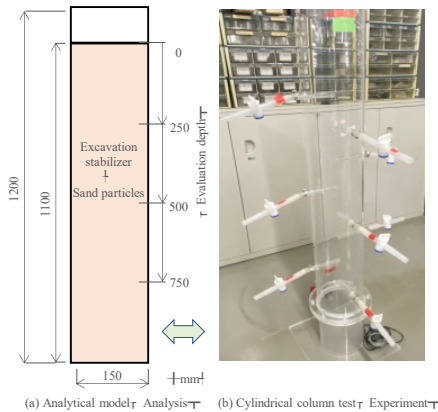 0
250
Excavation
stabilizer
┼
Sand particles
500
750
┌ Evaluation depth┬
1200
1100
150
┼mm┤
(a) Analytical model┌ Analysis┬
(b) Cylindrical column test┌ Experiment┬